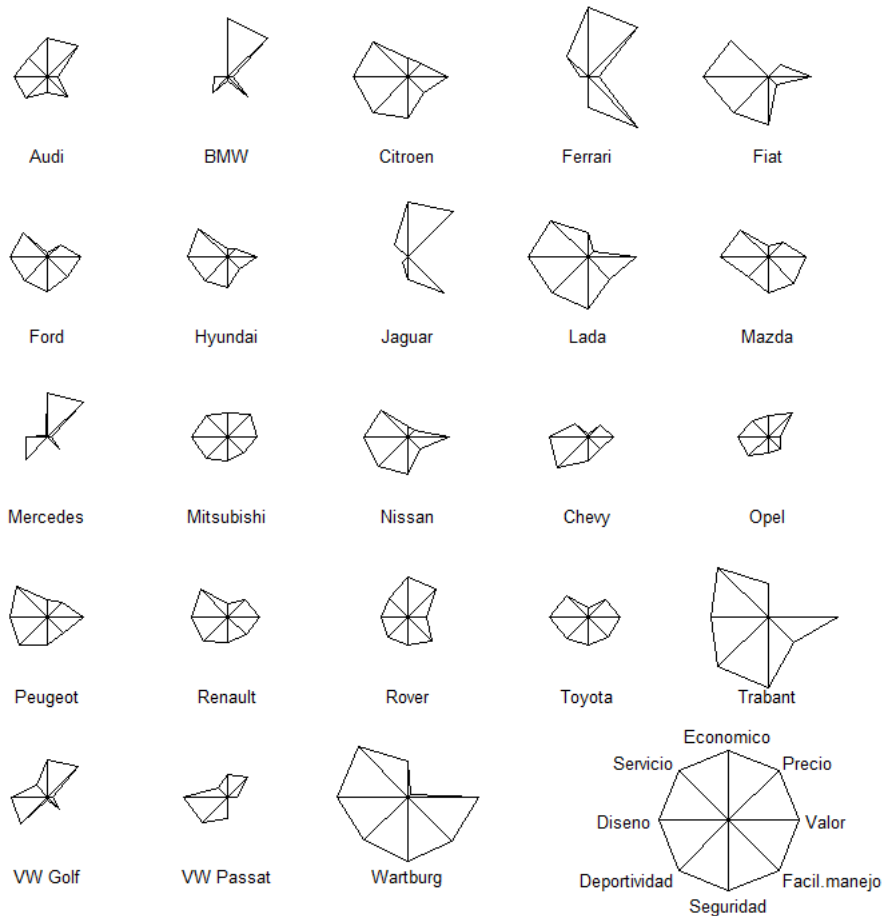 Audi
BMW
Citroen
Ferrari
Fiat
Ford
Hyundai
Jaguar
Lada
Mazda
Mercedes
Mitsubishi
Nissan
Chevy
Opel
Peugeot
Renault
Rover
Toyota
Trabant
VW Golf
VW Passat
Wartburg
Economico
Servicio
Precio
Diseno
Valor
Deportividad
Facil.manejo
Seguridad